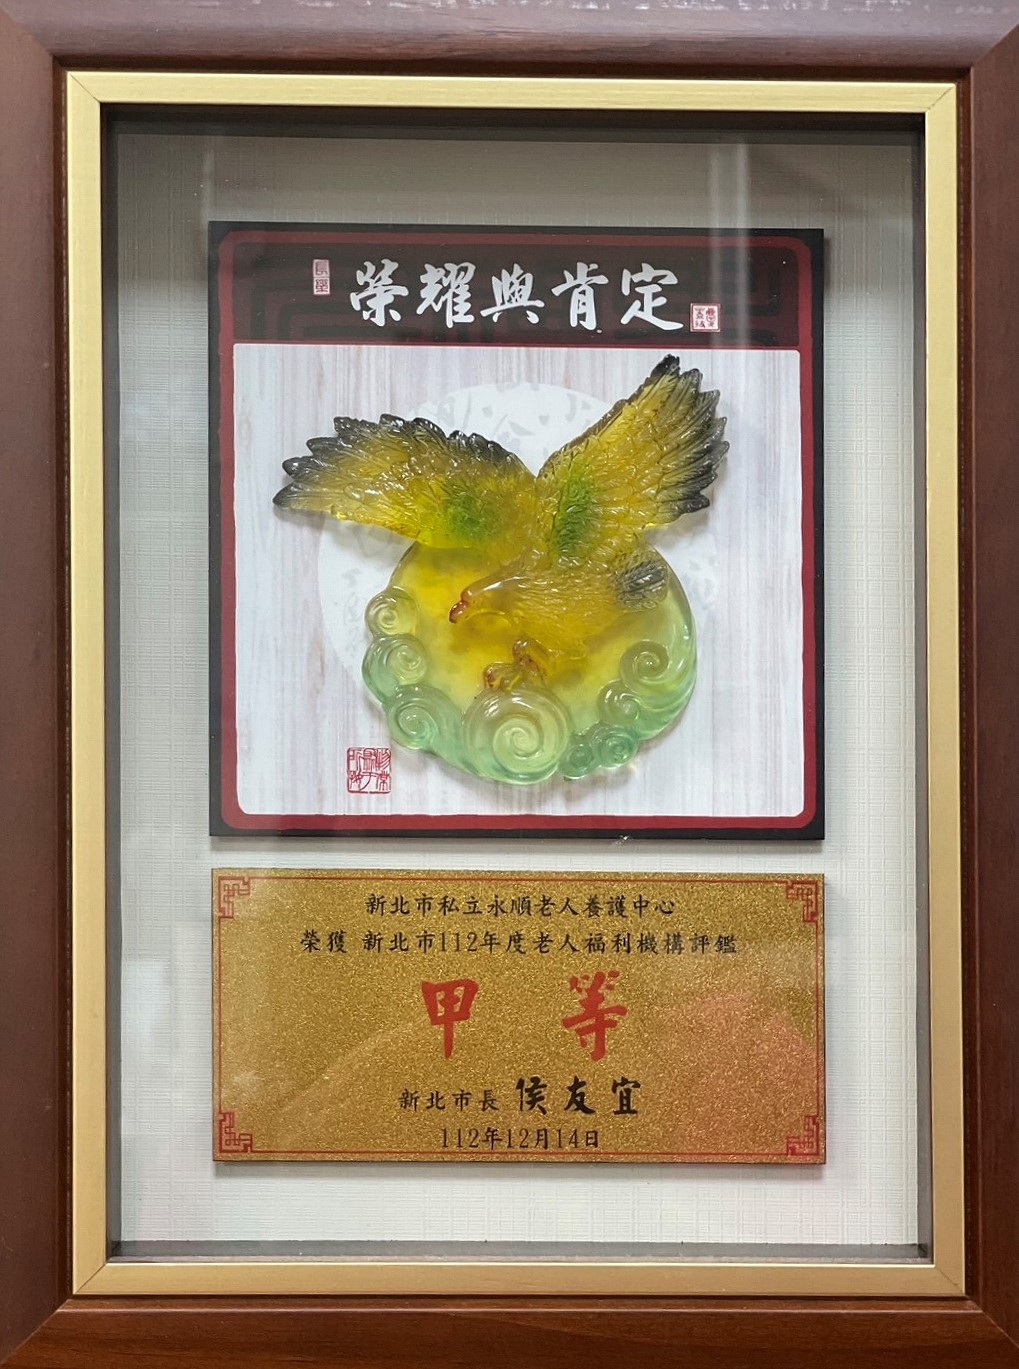 榮耀與肯定
新北市私立永順老人養護中心
榮獲 新北市112年度老人福利機構評鑑
甲 等
新北市長 侯友宜
112年12月14日